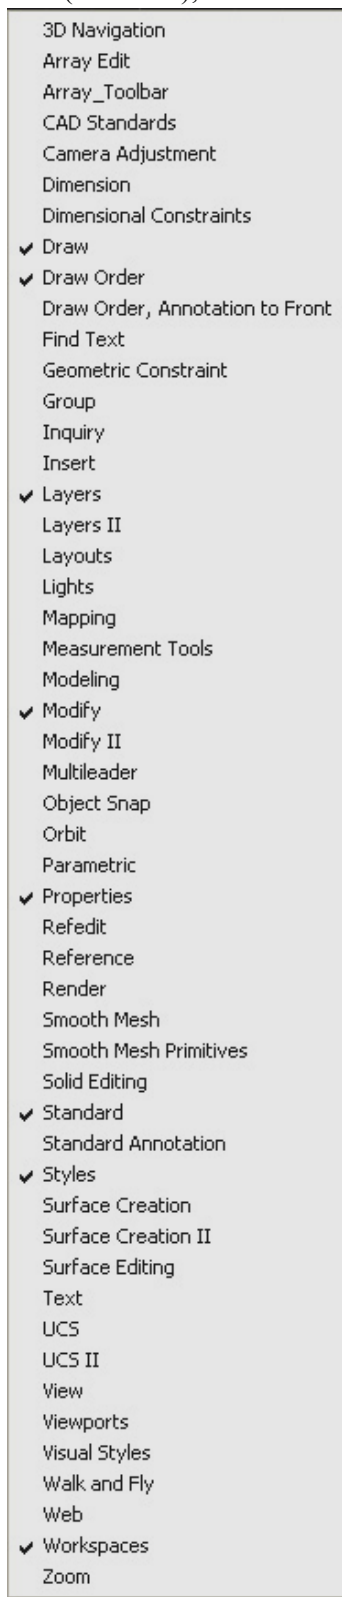 3D Navigation
Array Edit
Array_Toolbar
CAD Standards
Camera Adjustment
Dimension
Dimensional Constraints
Draw
Draw Order
Draw Order, Annotation to Front
Find Text
Geometric Constraint
Group
Inquiry
Insert
Layers
Layers II
Layouts
Lights
Mapping
Measurement Tools
Modeling
Modify
Modify II
Multileader
Object Snap
Orbit
Parametric
Properties
Refedit
Reference
Render
Smooth Mesh
Smooth Mesh Primitives
Solid Editing
Standard
Standard Annotation
Styles
Surface Creation
Surface Creation II
Surface Editing
Text
UCS
UCS II
View
Viewports
Visual Styles
Walk and Fly
Web
Workspaces
Zoom